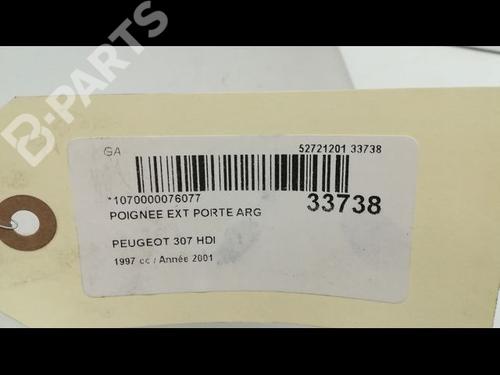 B-PARTS
GA
52721201 33738
*1070000076077
33738
POIGNEE EXT PORTE ARG
PEUGEOT 307 HDI
1997 cc / Année 2001